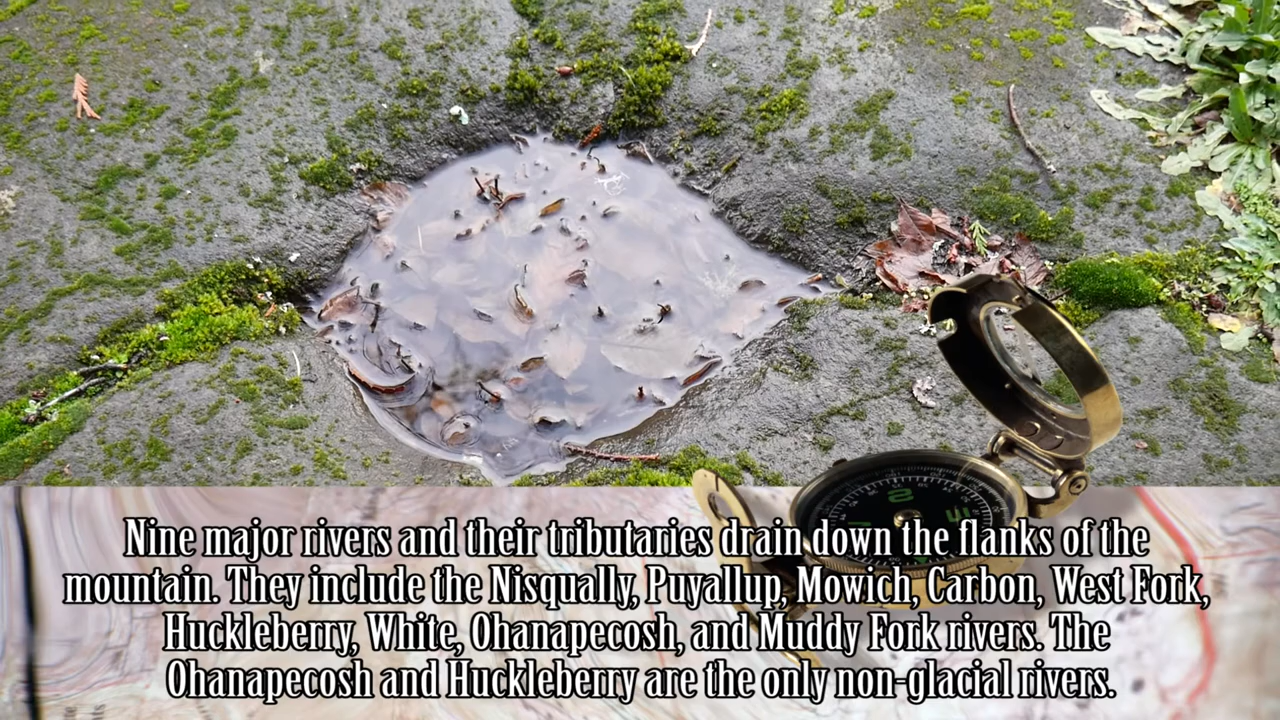 Nine major rivers and their tributaries drain down the flanks of the
mountain. They include the Nisqually, Puyallup, Mowich, Carbon, West Fork,
Huckleberry, White, Ohanapecosh, and Muddy Fork rivers. The
Ohanapecosh and Huckleberry are the only non-glacial rivers.